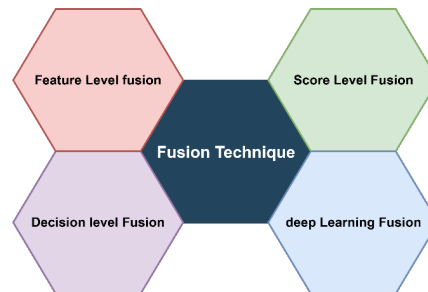 Feature Level fusion
Score Level Fusion
Fusion Technique
Decision level Fusion
deep Learning Fusion